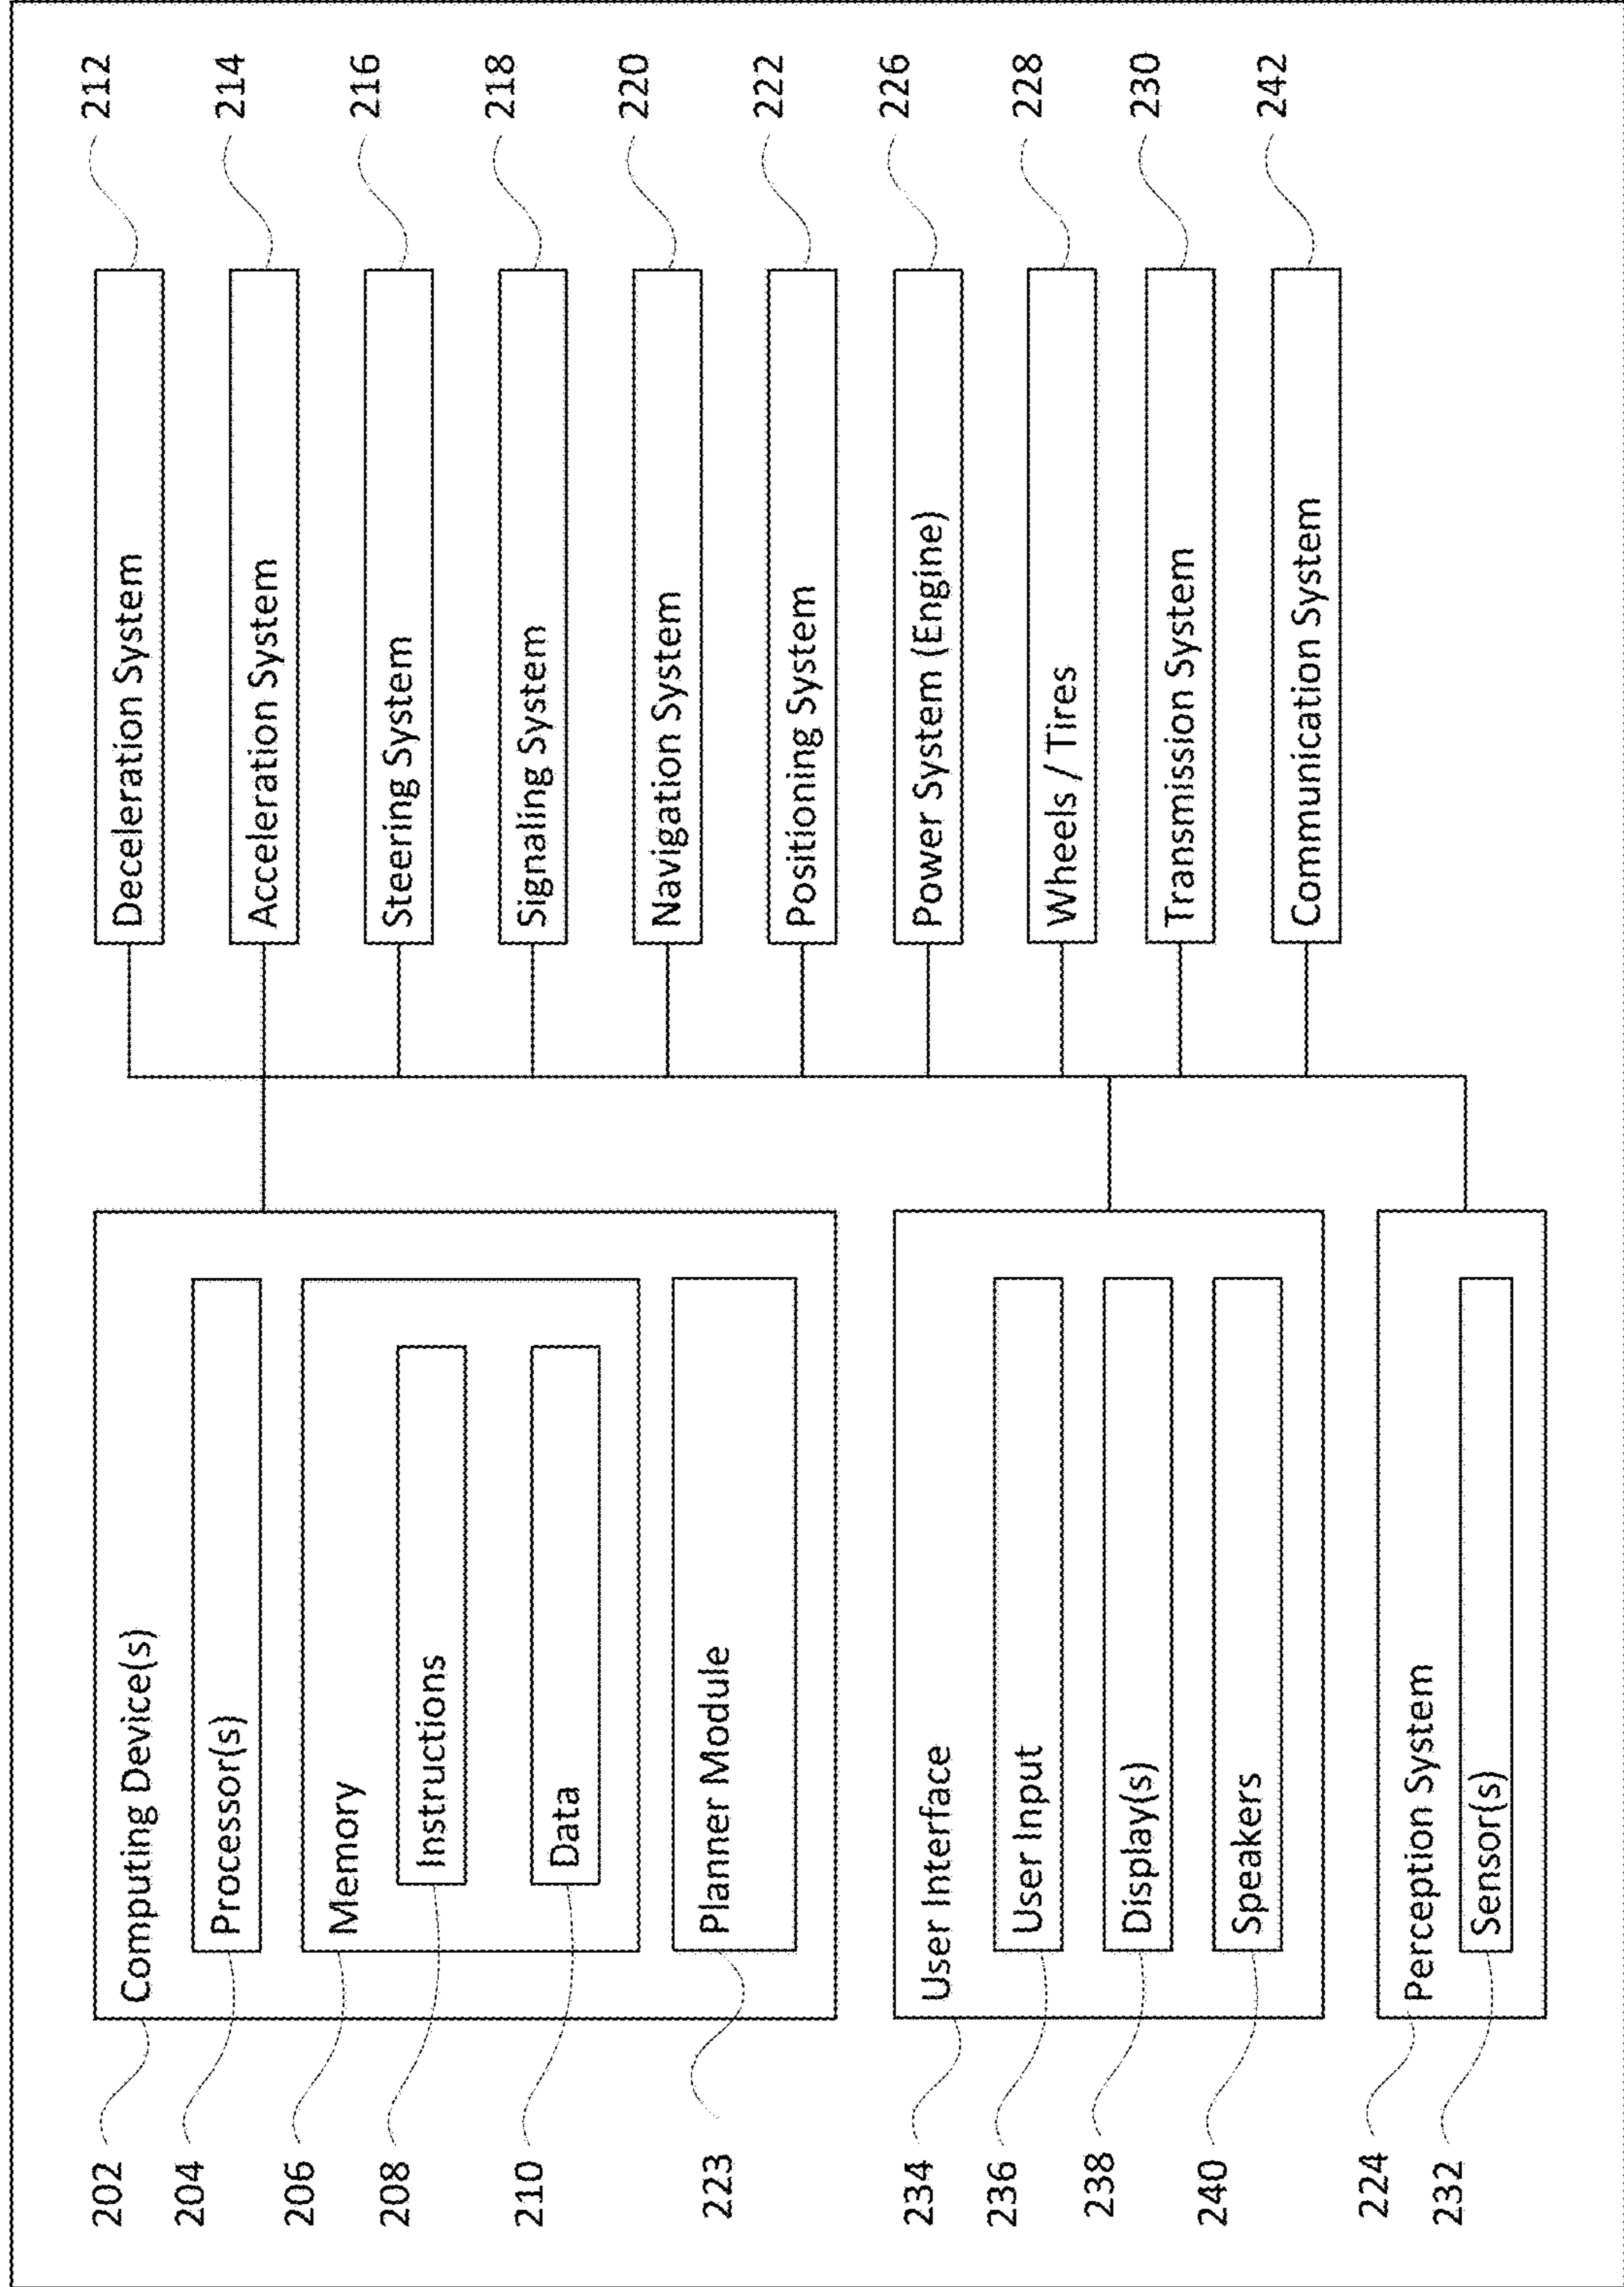 202
Computing Device(s)
204
Processor(s)
206
Memory
208
Instructions
210
Data
223
Planner Module
234
User Interface
236
User Input
238
Display(s)
240
Speakers
224
Perception System
232
Sensor(s)
Deceleration System
212
Acceleration System
214
Steering System
216
Signaling System
218
Navigation System
220
Positioning System
222
Power System (Engine)
226
Wheels / Tires
228
Transmission System
230
Communication System
242